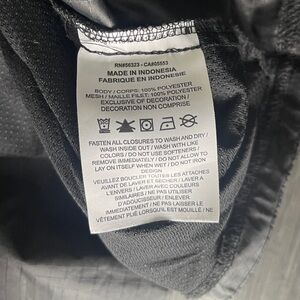 RN#56323 - CA#05553
MADE IN INDONESIA
FABRIQUE EN INDONESIE
BODY / CORPS: 100% POLYESTER
MESH / MAILLE FILET: 100% POLYESTER
EXCLUSIVE OF DECORATION /
DECORATION NON COMPRISE
FASTEN ALL CLOSURES TO WASH & DRY /
WASH INSIDE OUT / WASH WITH LIKE
COLORS / DO NOT USE SOFTENERS /
REMOVE IMMEDIATELY / DO NOT ALLOW TO
LAY ON ITSELF WHEN WET / DO NOT IRON
DESIGN
VEUILLEZ BOUCLER TOUTES LES ATTACHES
AVANT DE LAVER ET SECHER / LAVER A
L'ENVERS / LAVER AVEC COULEURS
SIMILAIRES / NE PAS UTILISER
D'ADOUCISSEUR / ENLEVER
IMMEDIATEMENT / NE PAS LAISSER LE
VÊTEMENT PLIÉ LORSQU'IL EST MOUILLÉ / NE